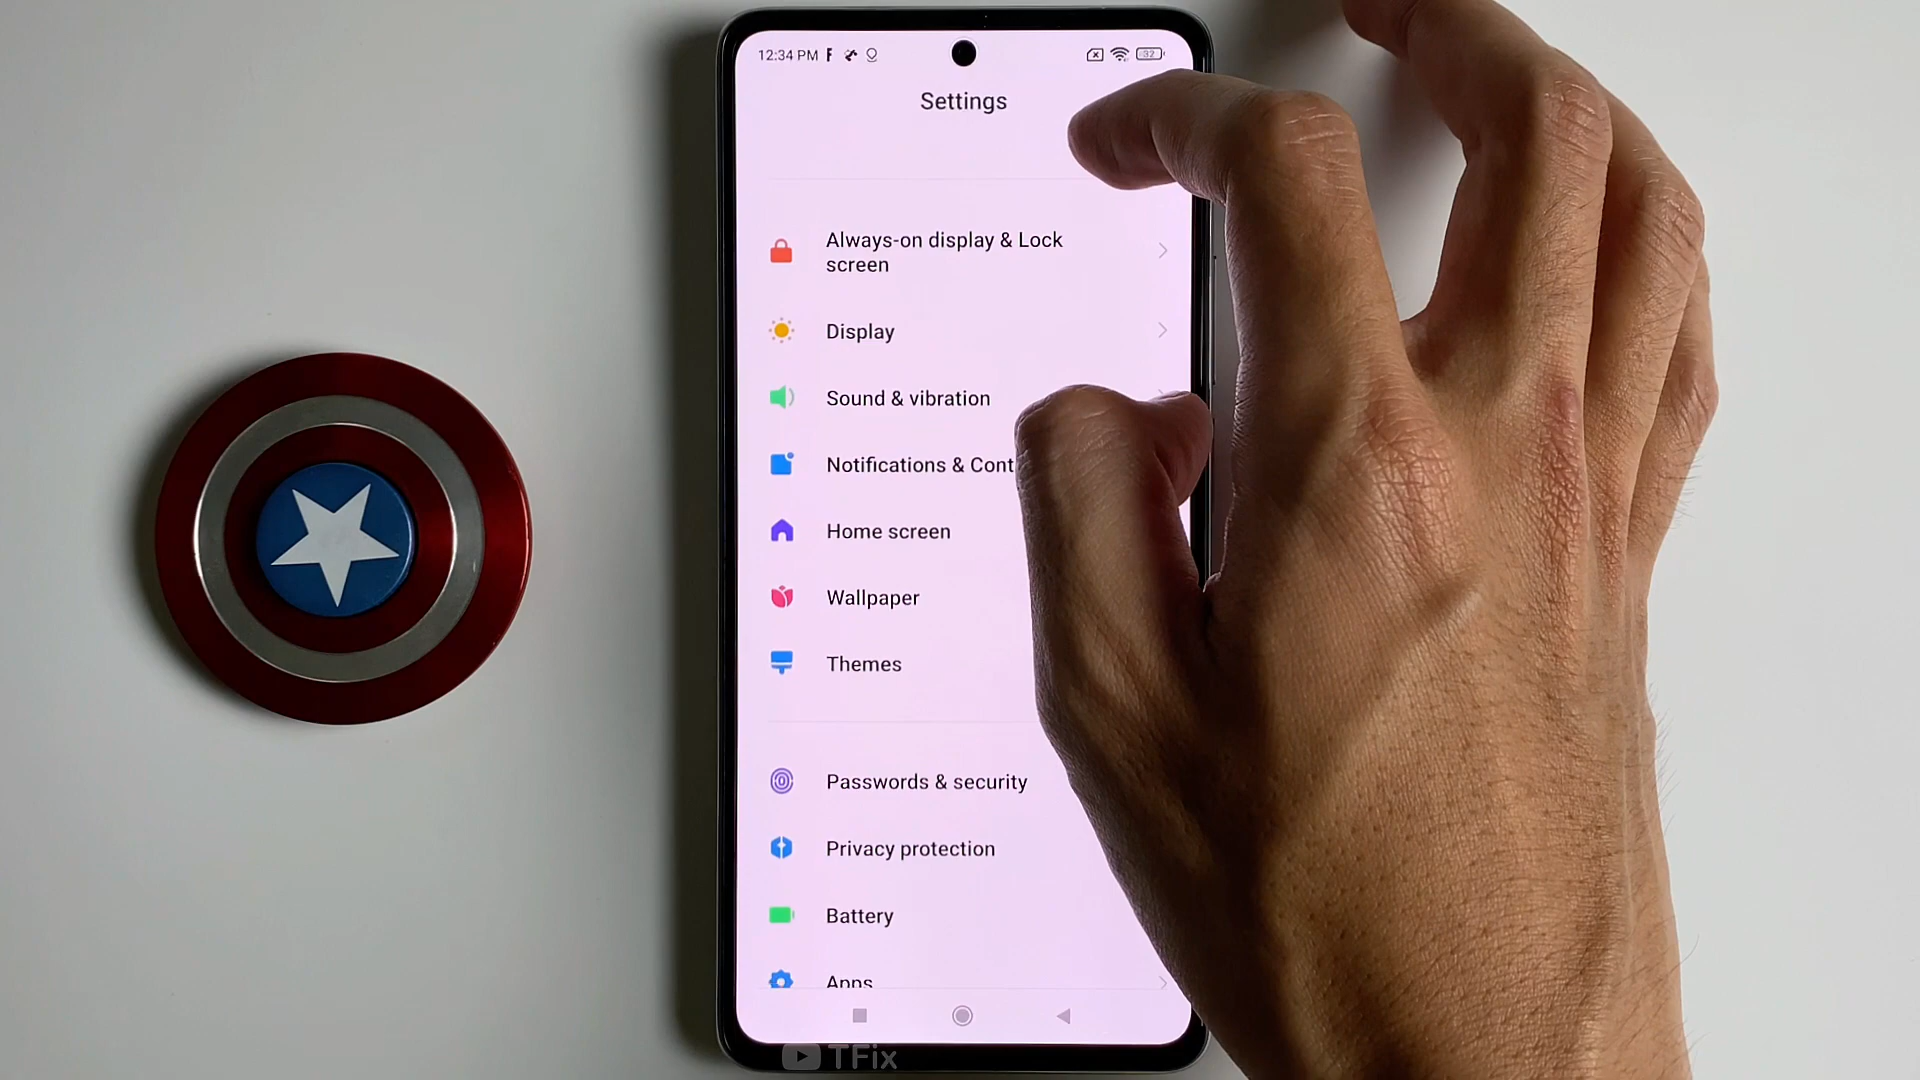 12:34 PM
32
Settings
Always-on display & Lock
screen
Display
Sound & vibration
Notifications & Cont
Home screen
Wallpaper
Themes
Passwords & security
Privacy protection
Battery
Apps
TFix